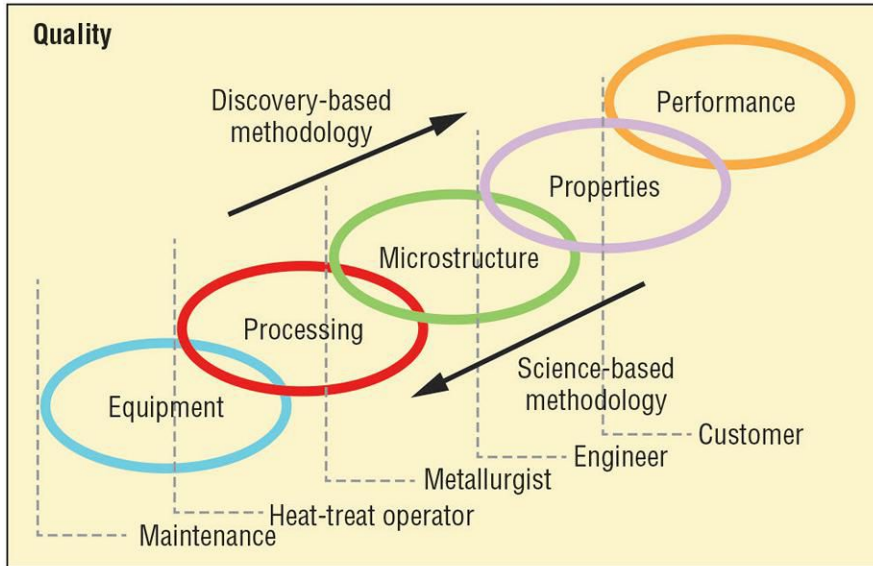 Quality
Discovery-based
methodology
Performance
Properties
Microstructure
Processing
Equipment
Science-based
methodology
Customer
Engineer
Metallurgist
Heat-treat operator
Maintenance